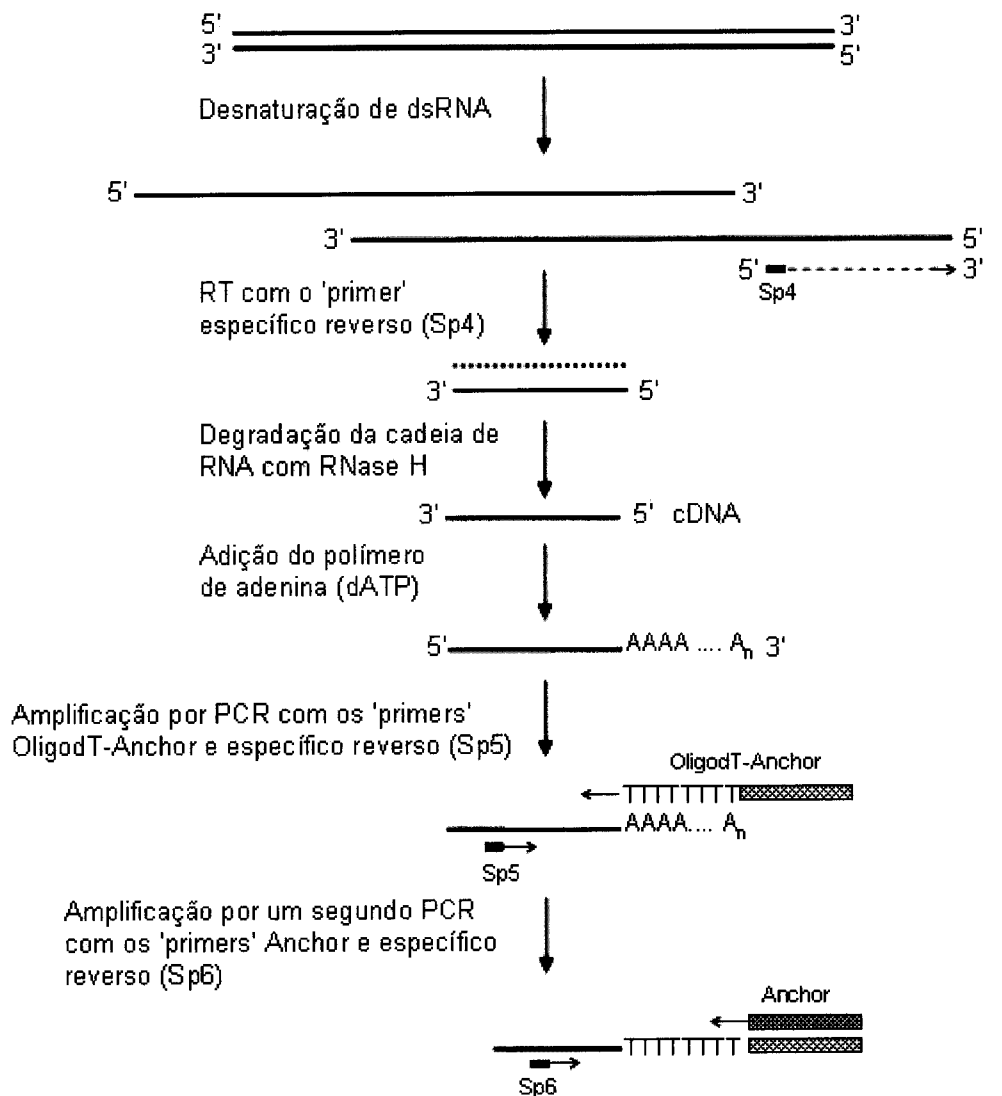 5' 3'
3' 5'
Desnaturação de dsRNA
5' 3'
3' 5'
5' 3'
Sp4
RT com o 'primer'
específico reverso (Sp4)
3' 5'
Degradação da cadeia de
RNA com RNase H
3' 5' cDNA
Adição do polímero
de adenina (dATP)
5' AAAA .... An 3'
Amplificação por PCR com os 'primers'
OligodT-Anchor e específico reverso (Sp5)
OligodT-Anchor
TTTTTTT
AAAA.... An
Sp5
Amplificação por um segundo PCR
com os 'primers' Anchor e específico
reverso (Sp6)
Anchor
TTTTTTT
Sp6